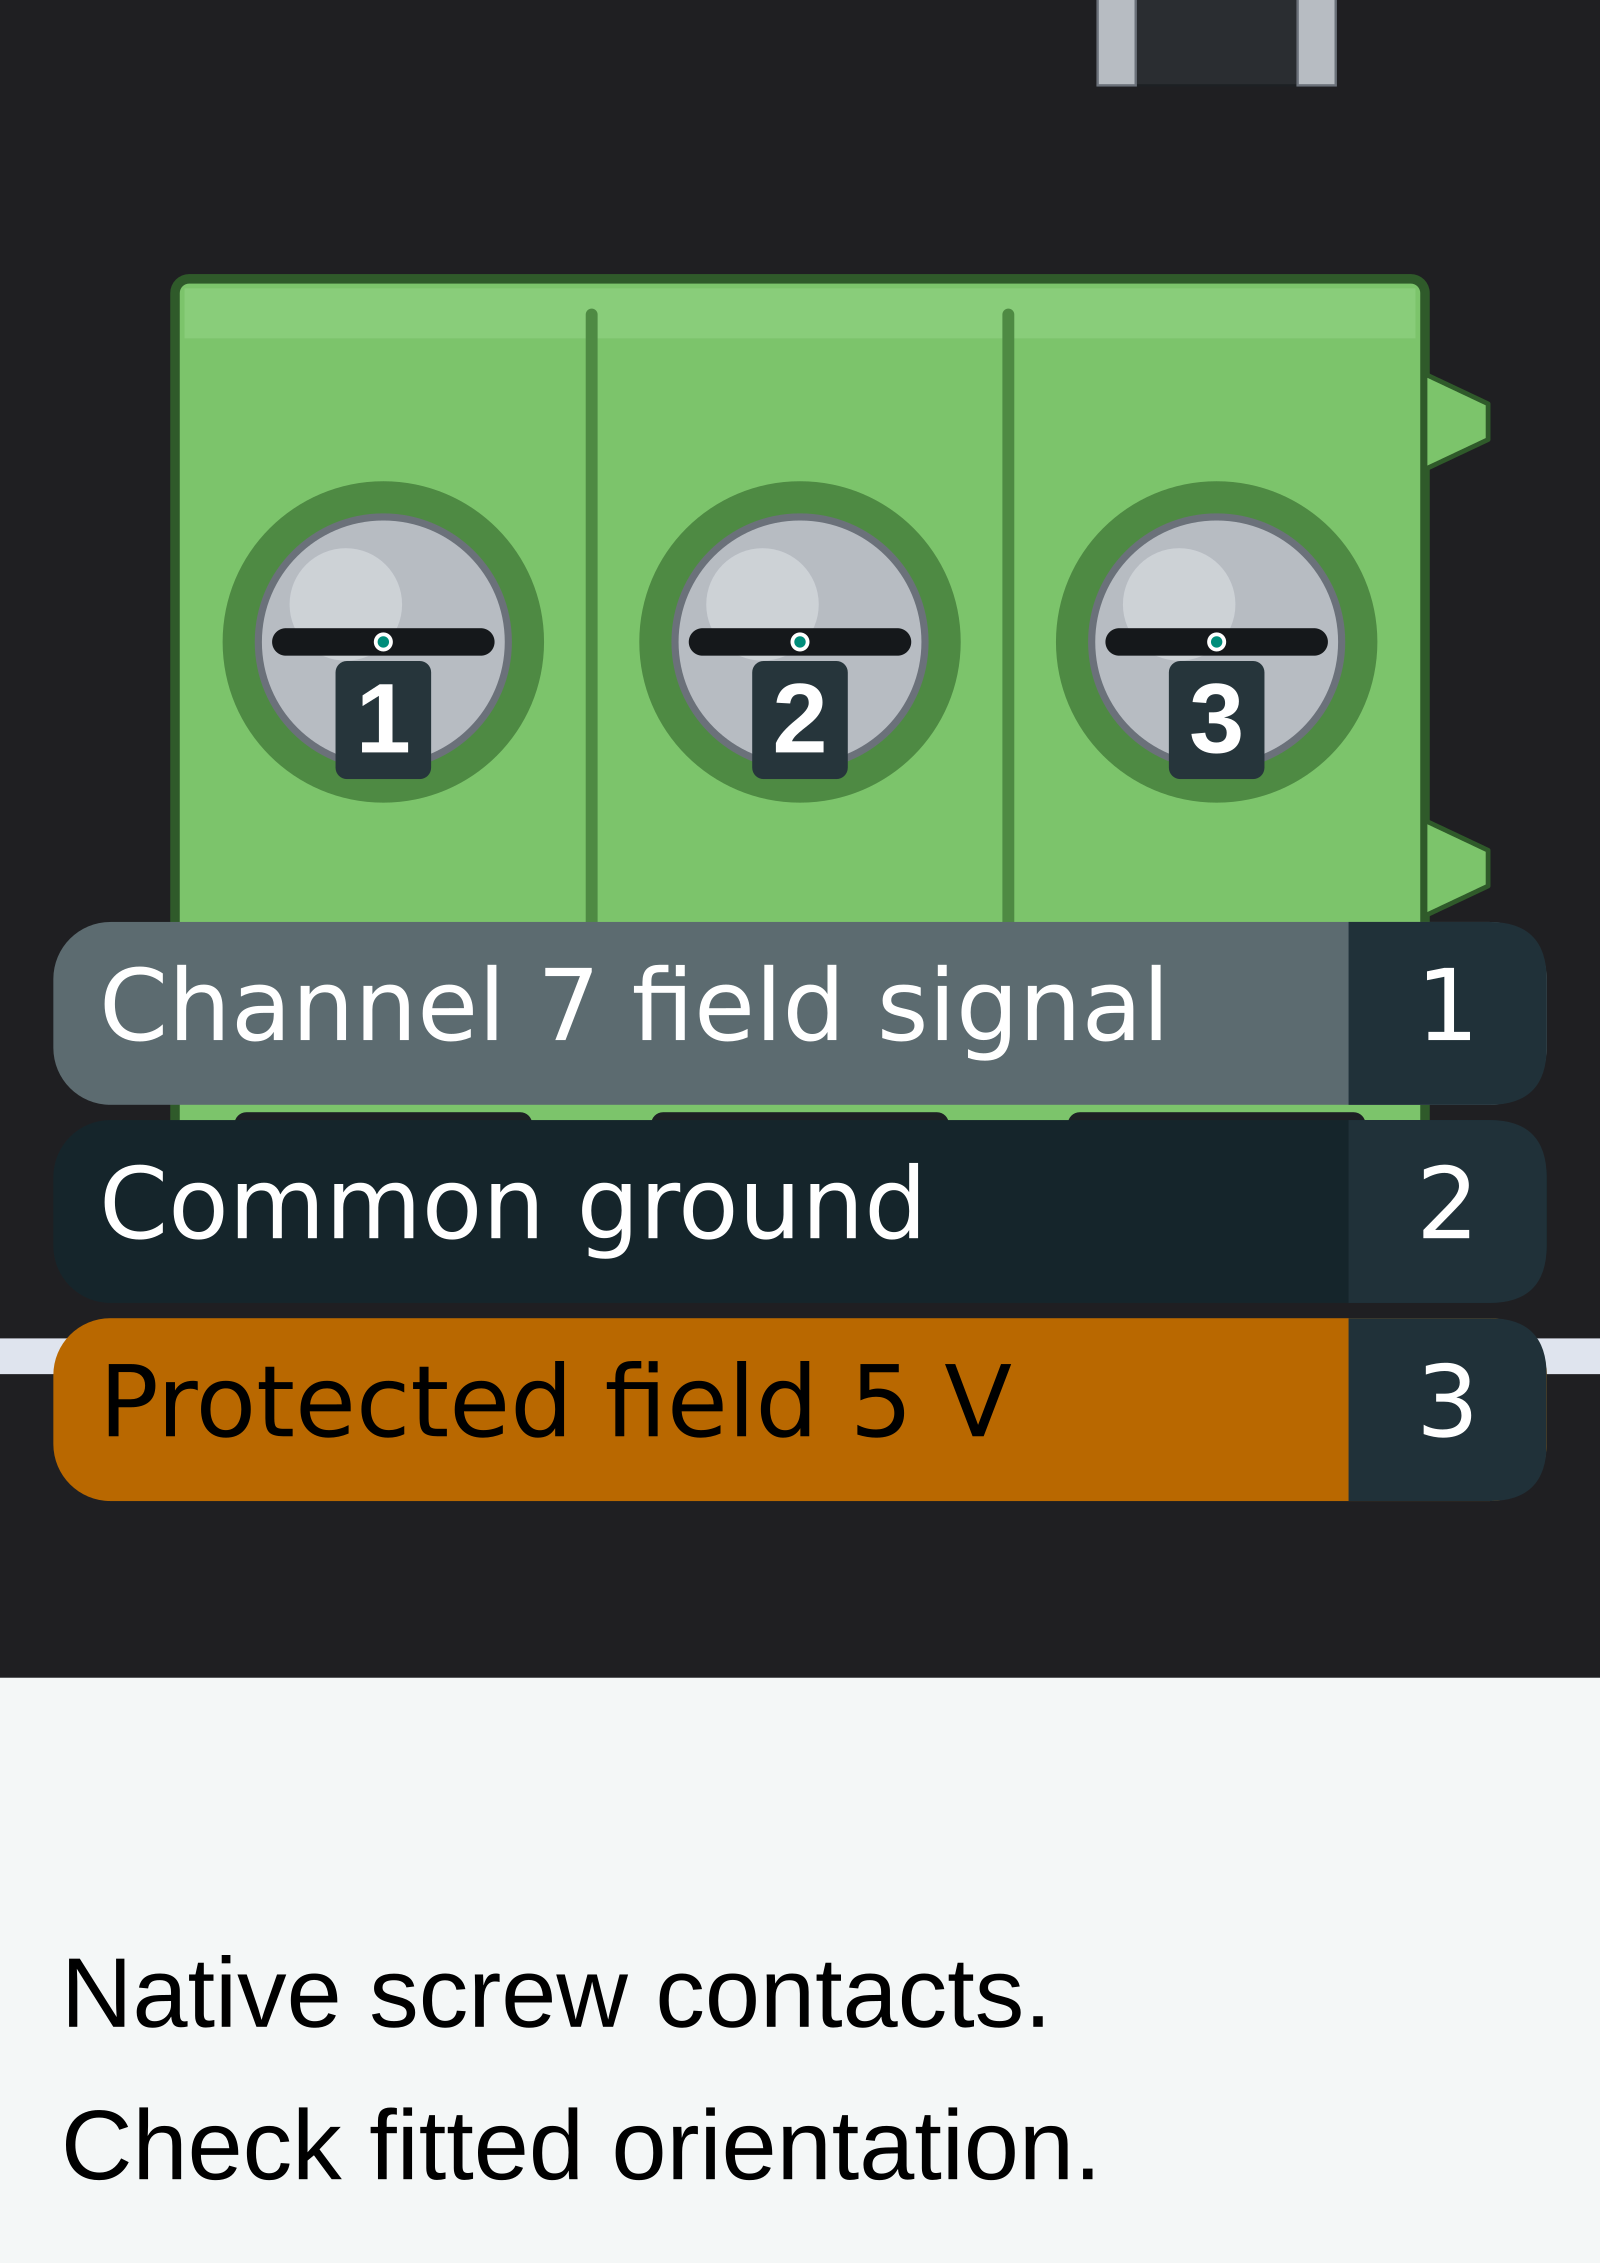 1 2 3
Channel 7 field signal 1
Common ground 2
Protected field 5 V 3
Native screw contacts.
Check fitted orientation.